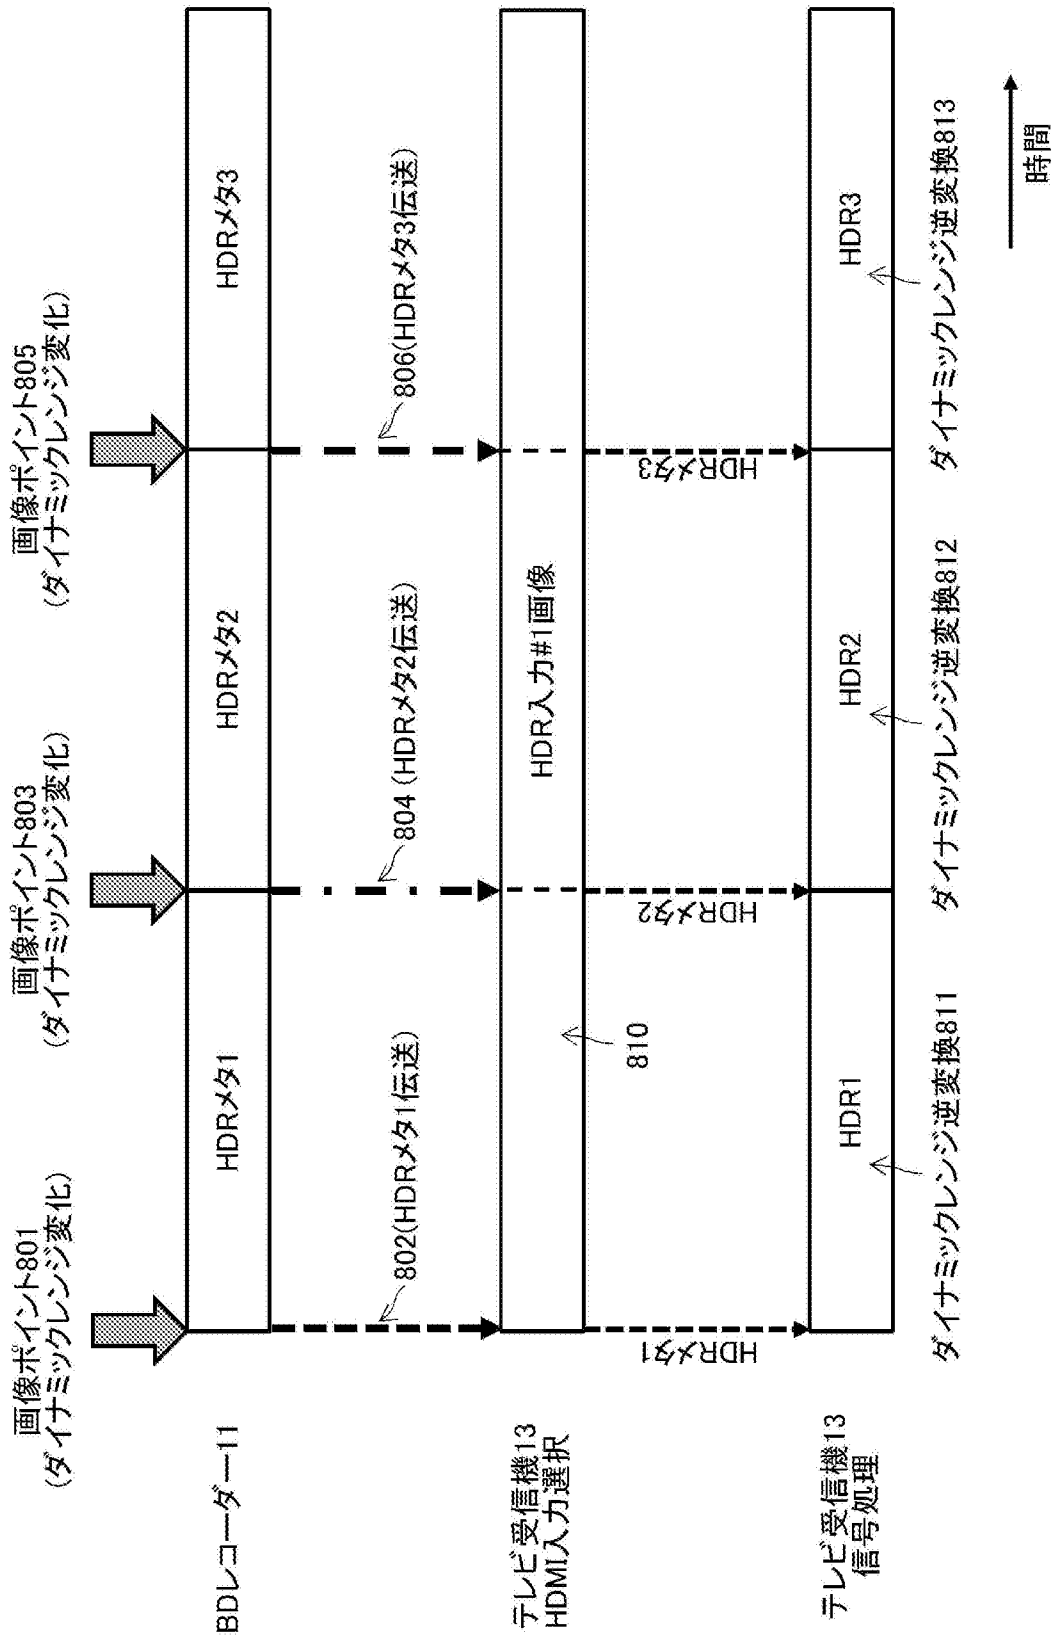 画像ポイント801
(ダイナミックレンジ変化)
画像ポイント803
(ダイナミックレンジ変化)
画像ポイント805
(ダイナミックレンジ変化)
BDレコーダー11
HDRメタ1
HDRメタ2
HDRメタ3
802(HDRメタ1伝送)
804(HDRメタ2伝送)
806(HDRメタ3伝送)
テレビ受信機13
HDMI入力選択
HDR入力#1画像
810
HDRメタ1
HDRメタ2
HDRメタ3
テレビ受信機13
信号処理
HDR1
HDR2
HDR3
ダイナミックレンジ逆変換811
ダイナミックレンジ逆変換812
ダイナミックレンジ逆変換813
時間